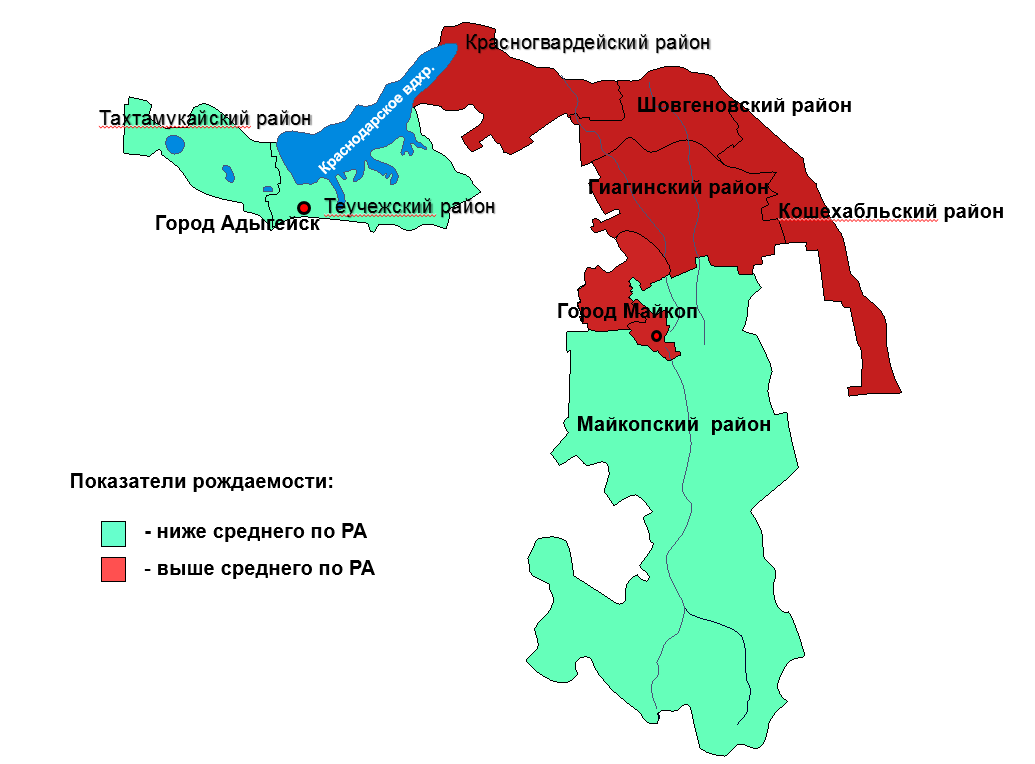 Красногвардейский район
Шовгеновский район
Тахтамукайский район
Краснодарское вдхр.
Гиагинский район
Теучежский район
Кошехабльский район
Город Адыгейск
Город Майкоп
Майкопский район
Показатели рождаемости:
- ниже среднего по РА
- выше среднего по РА